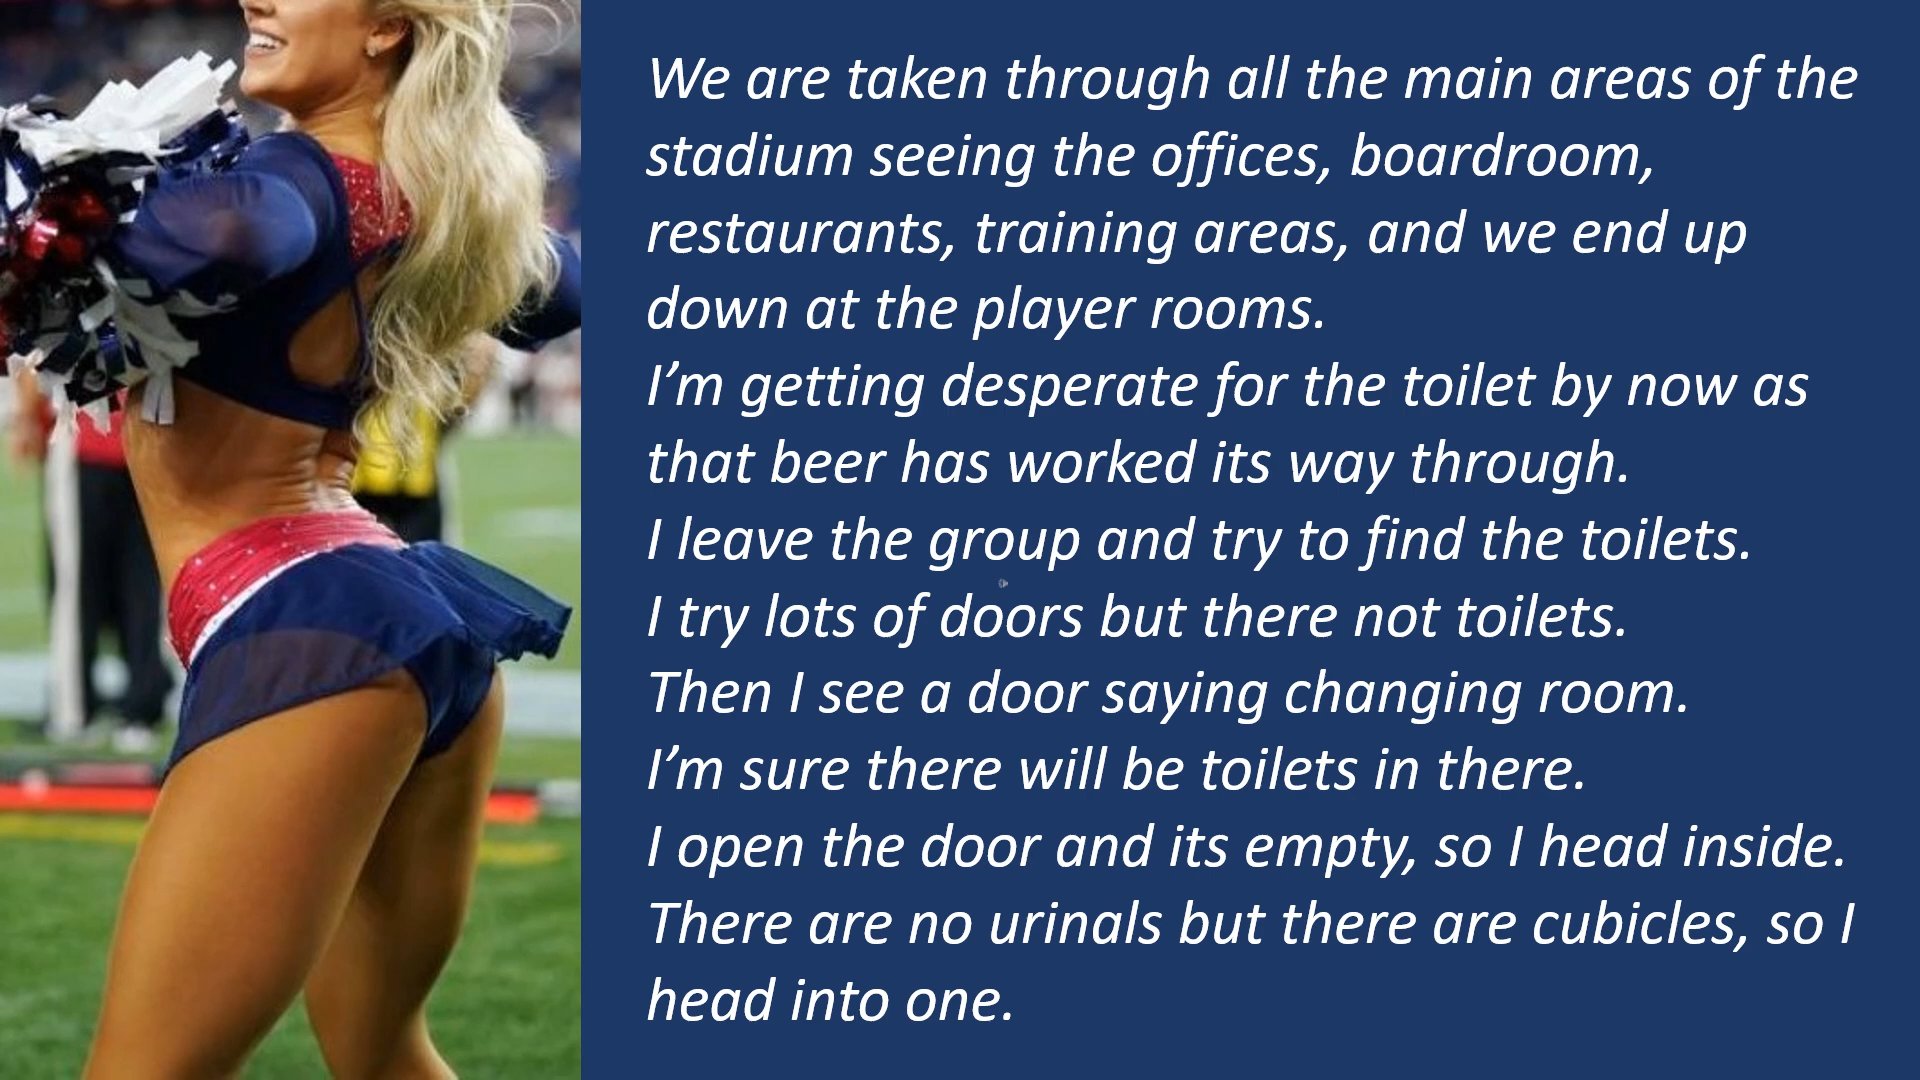 We are taken through all the main areas of the
stadium seeing the offices, boardroom,
restaurants, training areas, and we end up
down at the player rooms.
I’m getting desperate for the toilet by now as
that beer has worked its way through.
I leave the group and try to find the toilets.
I try lots of doors but there not toilets.
Then I see a door saying changing room.
I’m sure there will be toilets in there.
I open the door and its empty, so I head inside.
There are no urinals but there are cubicles, so I
head into one.